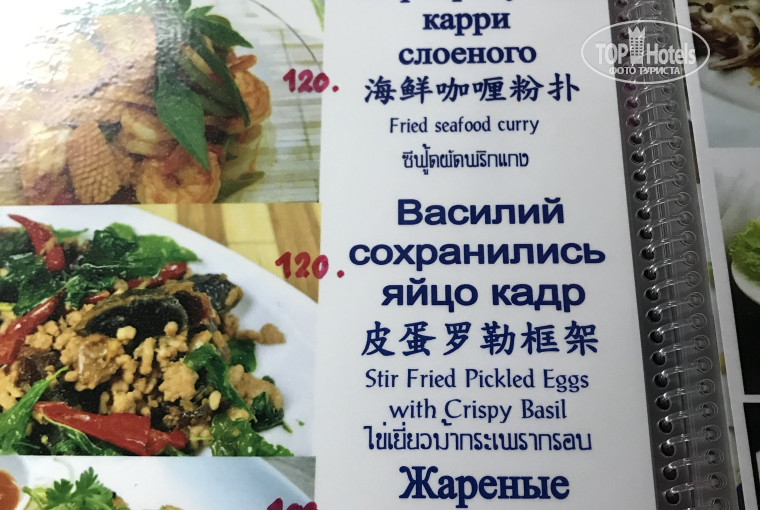 карри
слоеного
120.
海鲜咖喱粉扑
Fried seafood curry
ซีฟู้ดผัดพริกแกง
Василий
сохранились
120.
яйцо кадр
皮蛋罗勒框架
Stir Fried Pickled Eggs
with Crispy Basil
ไข่เยี่ยวม้ากระเพรากรอบ
Жареные
TOP Hotels
ФОТО ТУРИСТА